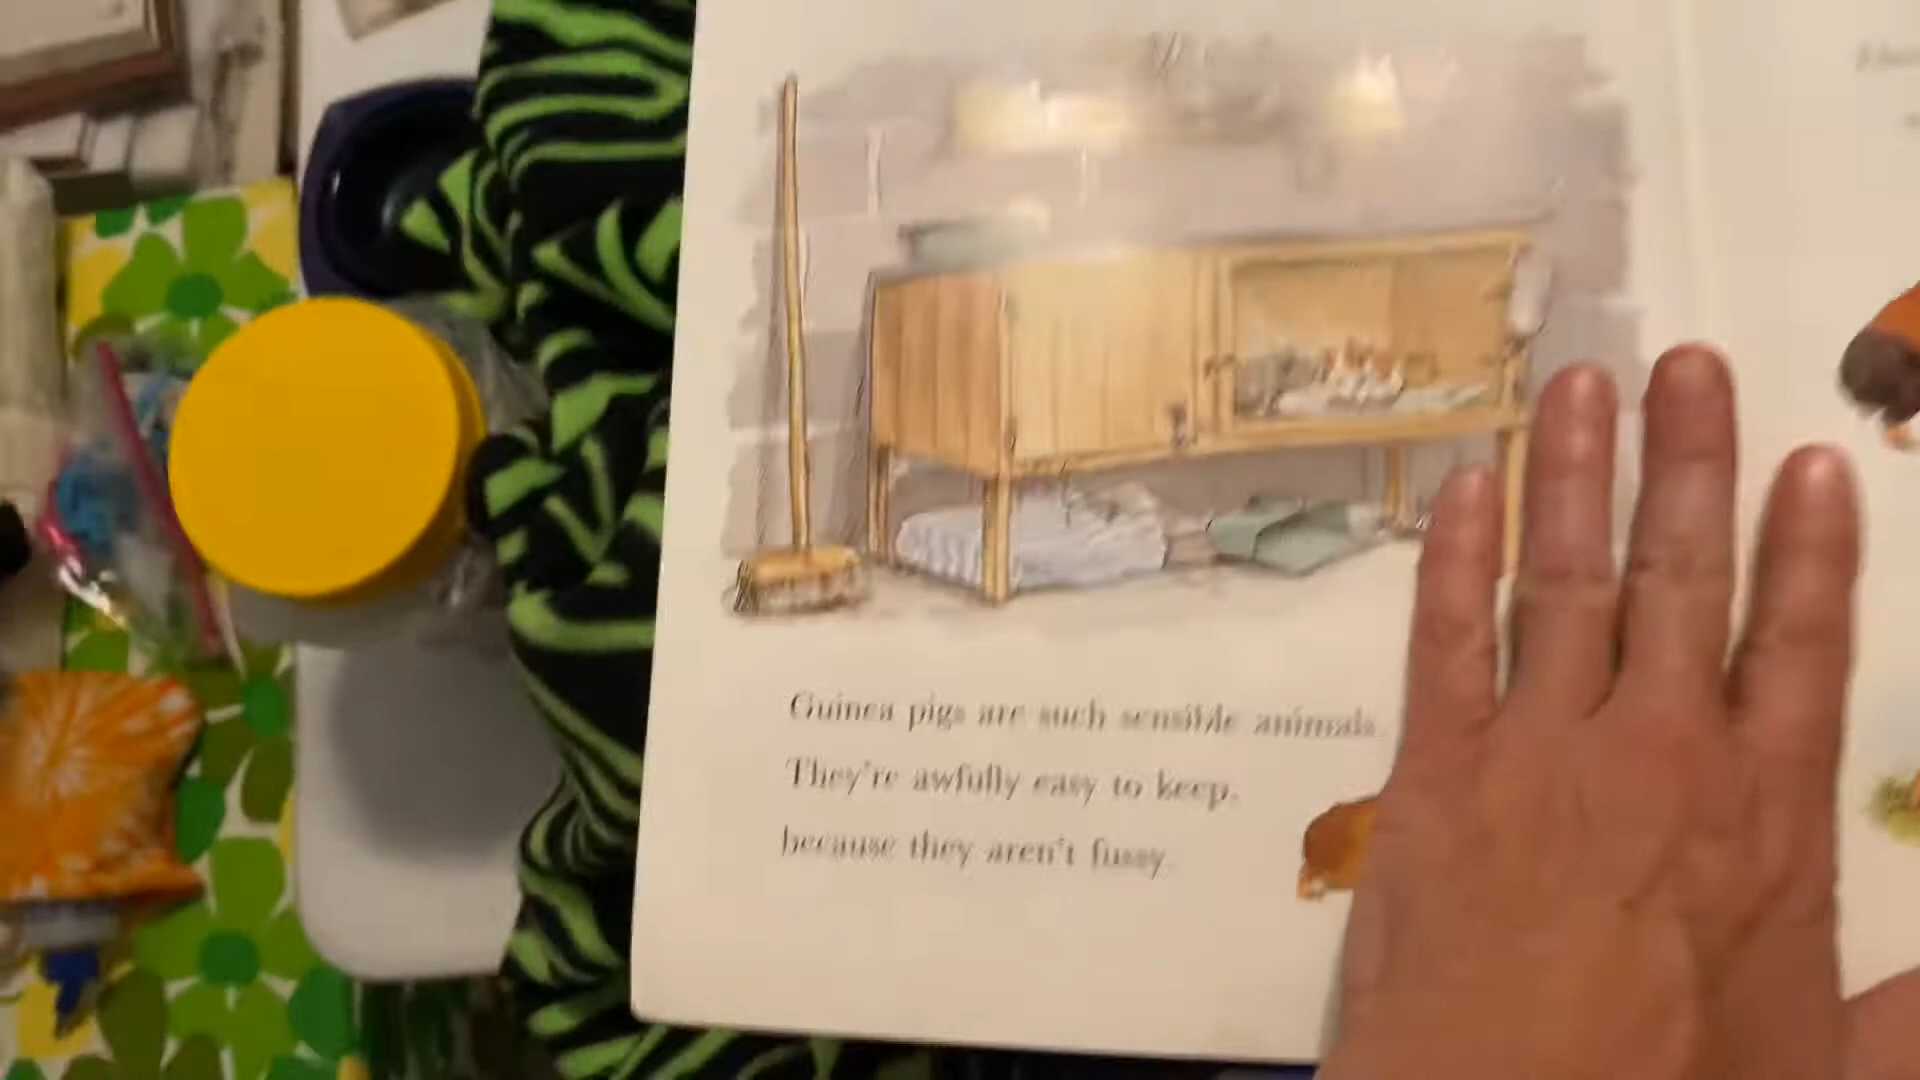 Guinea pigs are such sensible animals.
They're awfully easy to keep,
because they aren't fussy.